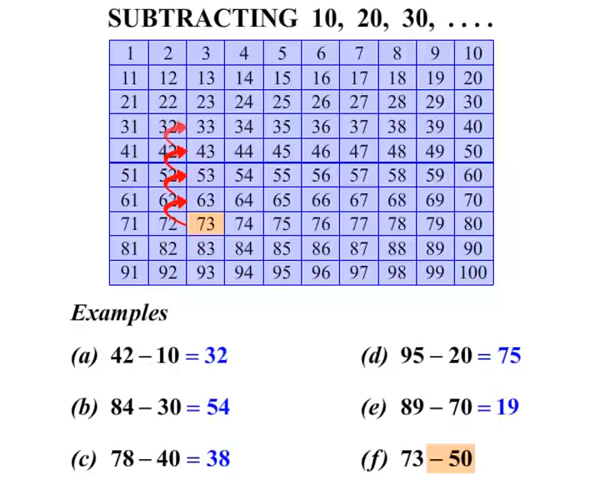 SUBTRACTING 10, 20, 30, ....
1 2 3 4 5 6 7 8 9 10
11 12 13 14 15 16 17 18 19 20
21 22 23 24 25 26 27 28 29 30
31 32 33 34 35 36 37 38 39 40
41 42 43 44 45 46 47 48 49 50
51 52 53 54 55 56 57 58 59 60
61 62 63 64 65 66 67 68 69 70
71 72 73 74 75 76 77 78 79 80
81 82 83 84 85 86 87 88 89 90
91 92 93 94 95 96 97 98 99 100
Examples
(a) 42 – 10 = 32
(d) 95 – 20 = 75
(b) 84 – 30 = 54
(e) 89 – 70 = 19
(c) 78 – 40 = 38
(f) 73 – 50